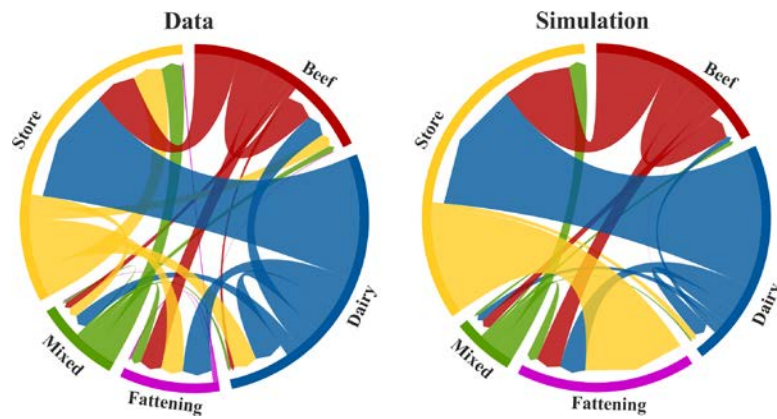 Data
Simulation
Store
Beef
Dairy
Fattening
Mixed
Store
Beef
Dairy
Fattening
Mixed